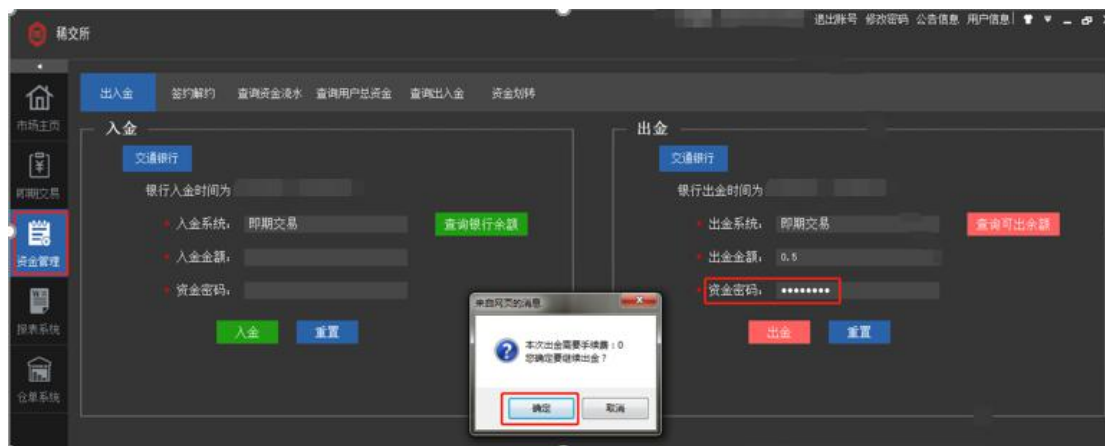 稀交所
退出账号 修改密码 公告信息 用户信息
市场主页
即期交易
资金管理
报表系统
仓单系统
出入金 签约解约 查询资金流水 查询用户总资金 查询出入金 资金划转
入金
交通银行
银行入金时间为
* 入金系统: 即期交易 查询银行余额
* 入金金额:
* 资金密码:
入金 重置
出金
交通银行
银行出金时间为
* 出金系统: 即期交易 查询可出余额
* 出金金额: 0.5
* 资金密码: ••••••••
出金 重置
来自网页的消息
本次出金需要手续费:0
您确定要继续出金?
确定 取消